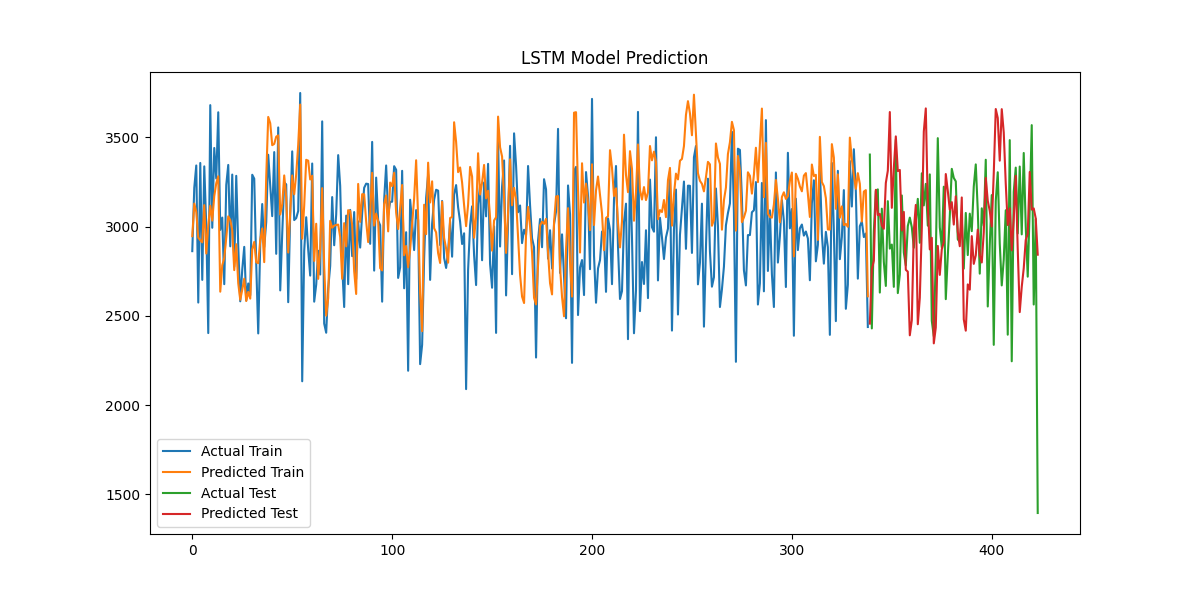 LSTM Model Prediction
3500
3000
2500
2000
1500
Actual Train
Predicted Train
Actual Test
Predicted Test
0 100 200 300 400